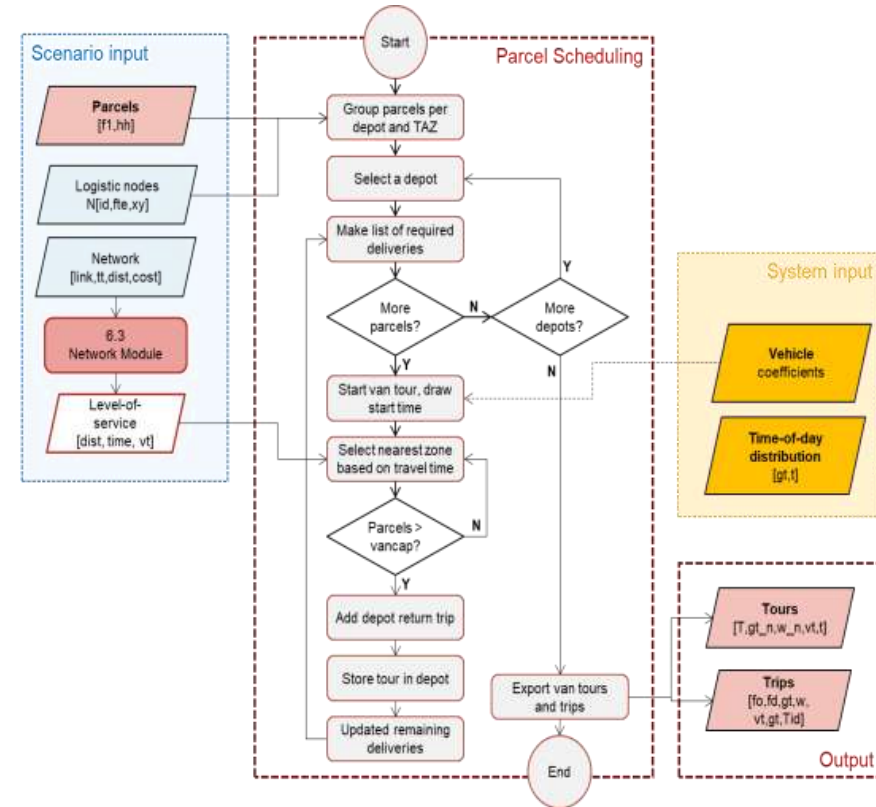 Scenario input
Parcels
[f1,hh]
Logistic nodes
N[id,fte,xy]
Network
[link,tt,dist,cost]
6.3
Network Module
Level-of-
service
[dist, time, vt]
Parcel Scheduling
Start
Group parcels per
depot and TAZ
Select a depot
Make list of required
deliveries
More
parcels?
N
More
depots?
Y
N
Y
Start van tour, draw
start time
Select nearest zone
based on travel time
Parcels >
vancap?
N
Y
Add depot return trip
Store tour in depot
Updated remaining
deliveries
Export van tours
and trips
End
System input
Vehicle
coefficients
Time-of-day
distribution
[gt,t]
Tours
[T,gt_n,w_n,vt,t]
Trips
[fo,fd,gt,w,
vt,gt,Tid]
Output